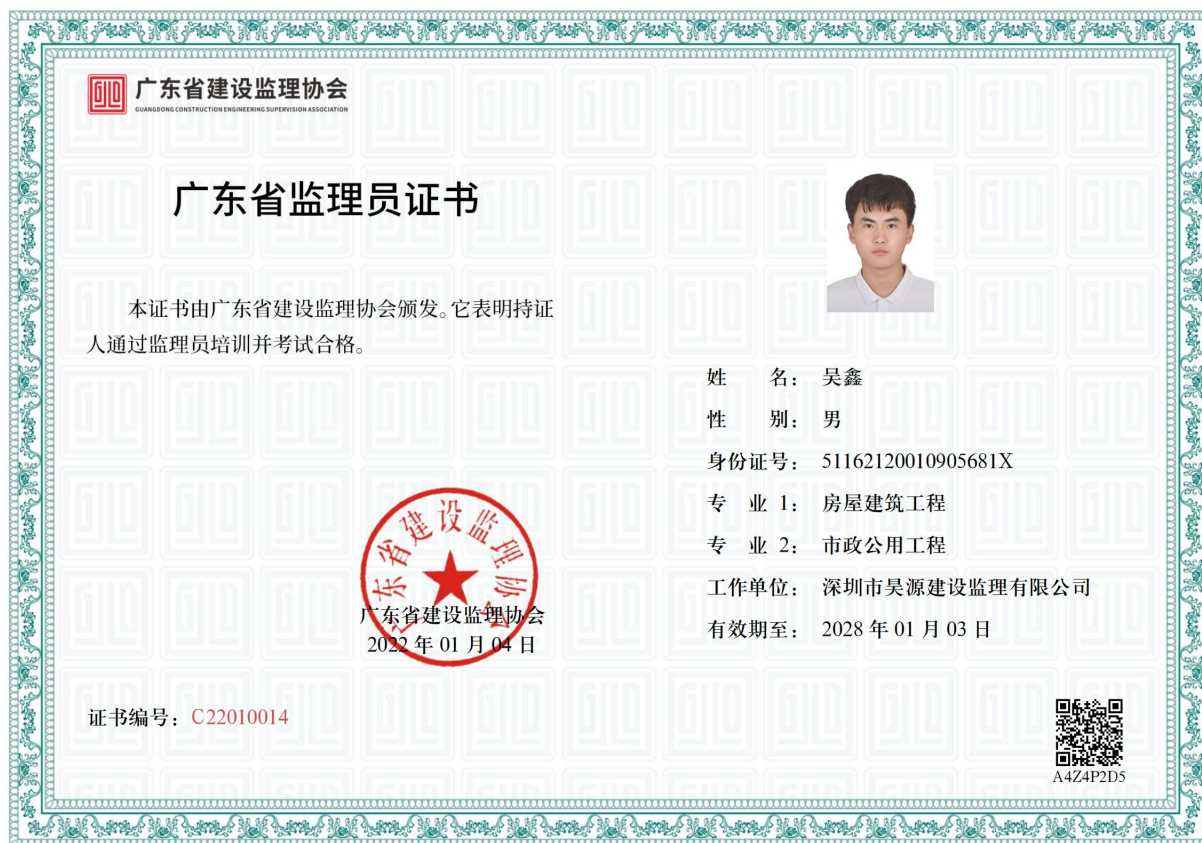 广东省建设监理协会
GUANGDONG CONSTRUCTION ENGINEERING SUPERVISION ASSOCIATION
广东省监理员证书
本证书由广东省建设监理协会颁发。它表明持证
人通过监理员培训并考试合格。
姓 名： 吴鑫
性 别： 男
身份证号： 51162120010905681X
专 业 1： 房屋建筑工程
专 业 2： 市政公用工程
工作单位： 深圳市昊源建设监理有限公司
有效期至： 2028 年 01 月 03 日
广东省建设监理协会
广东省建设监理协会
2022 年 01 月 04 日
证书编号：C22010014
A4Z4P2D5